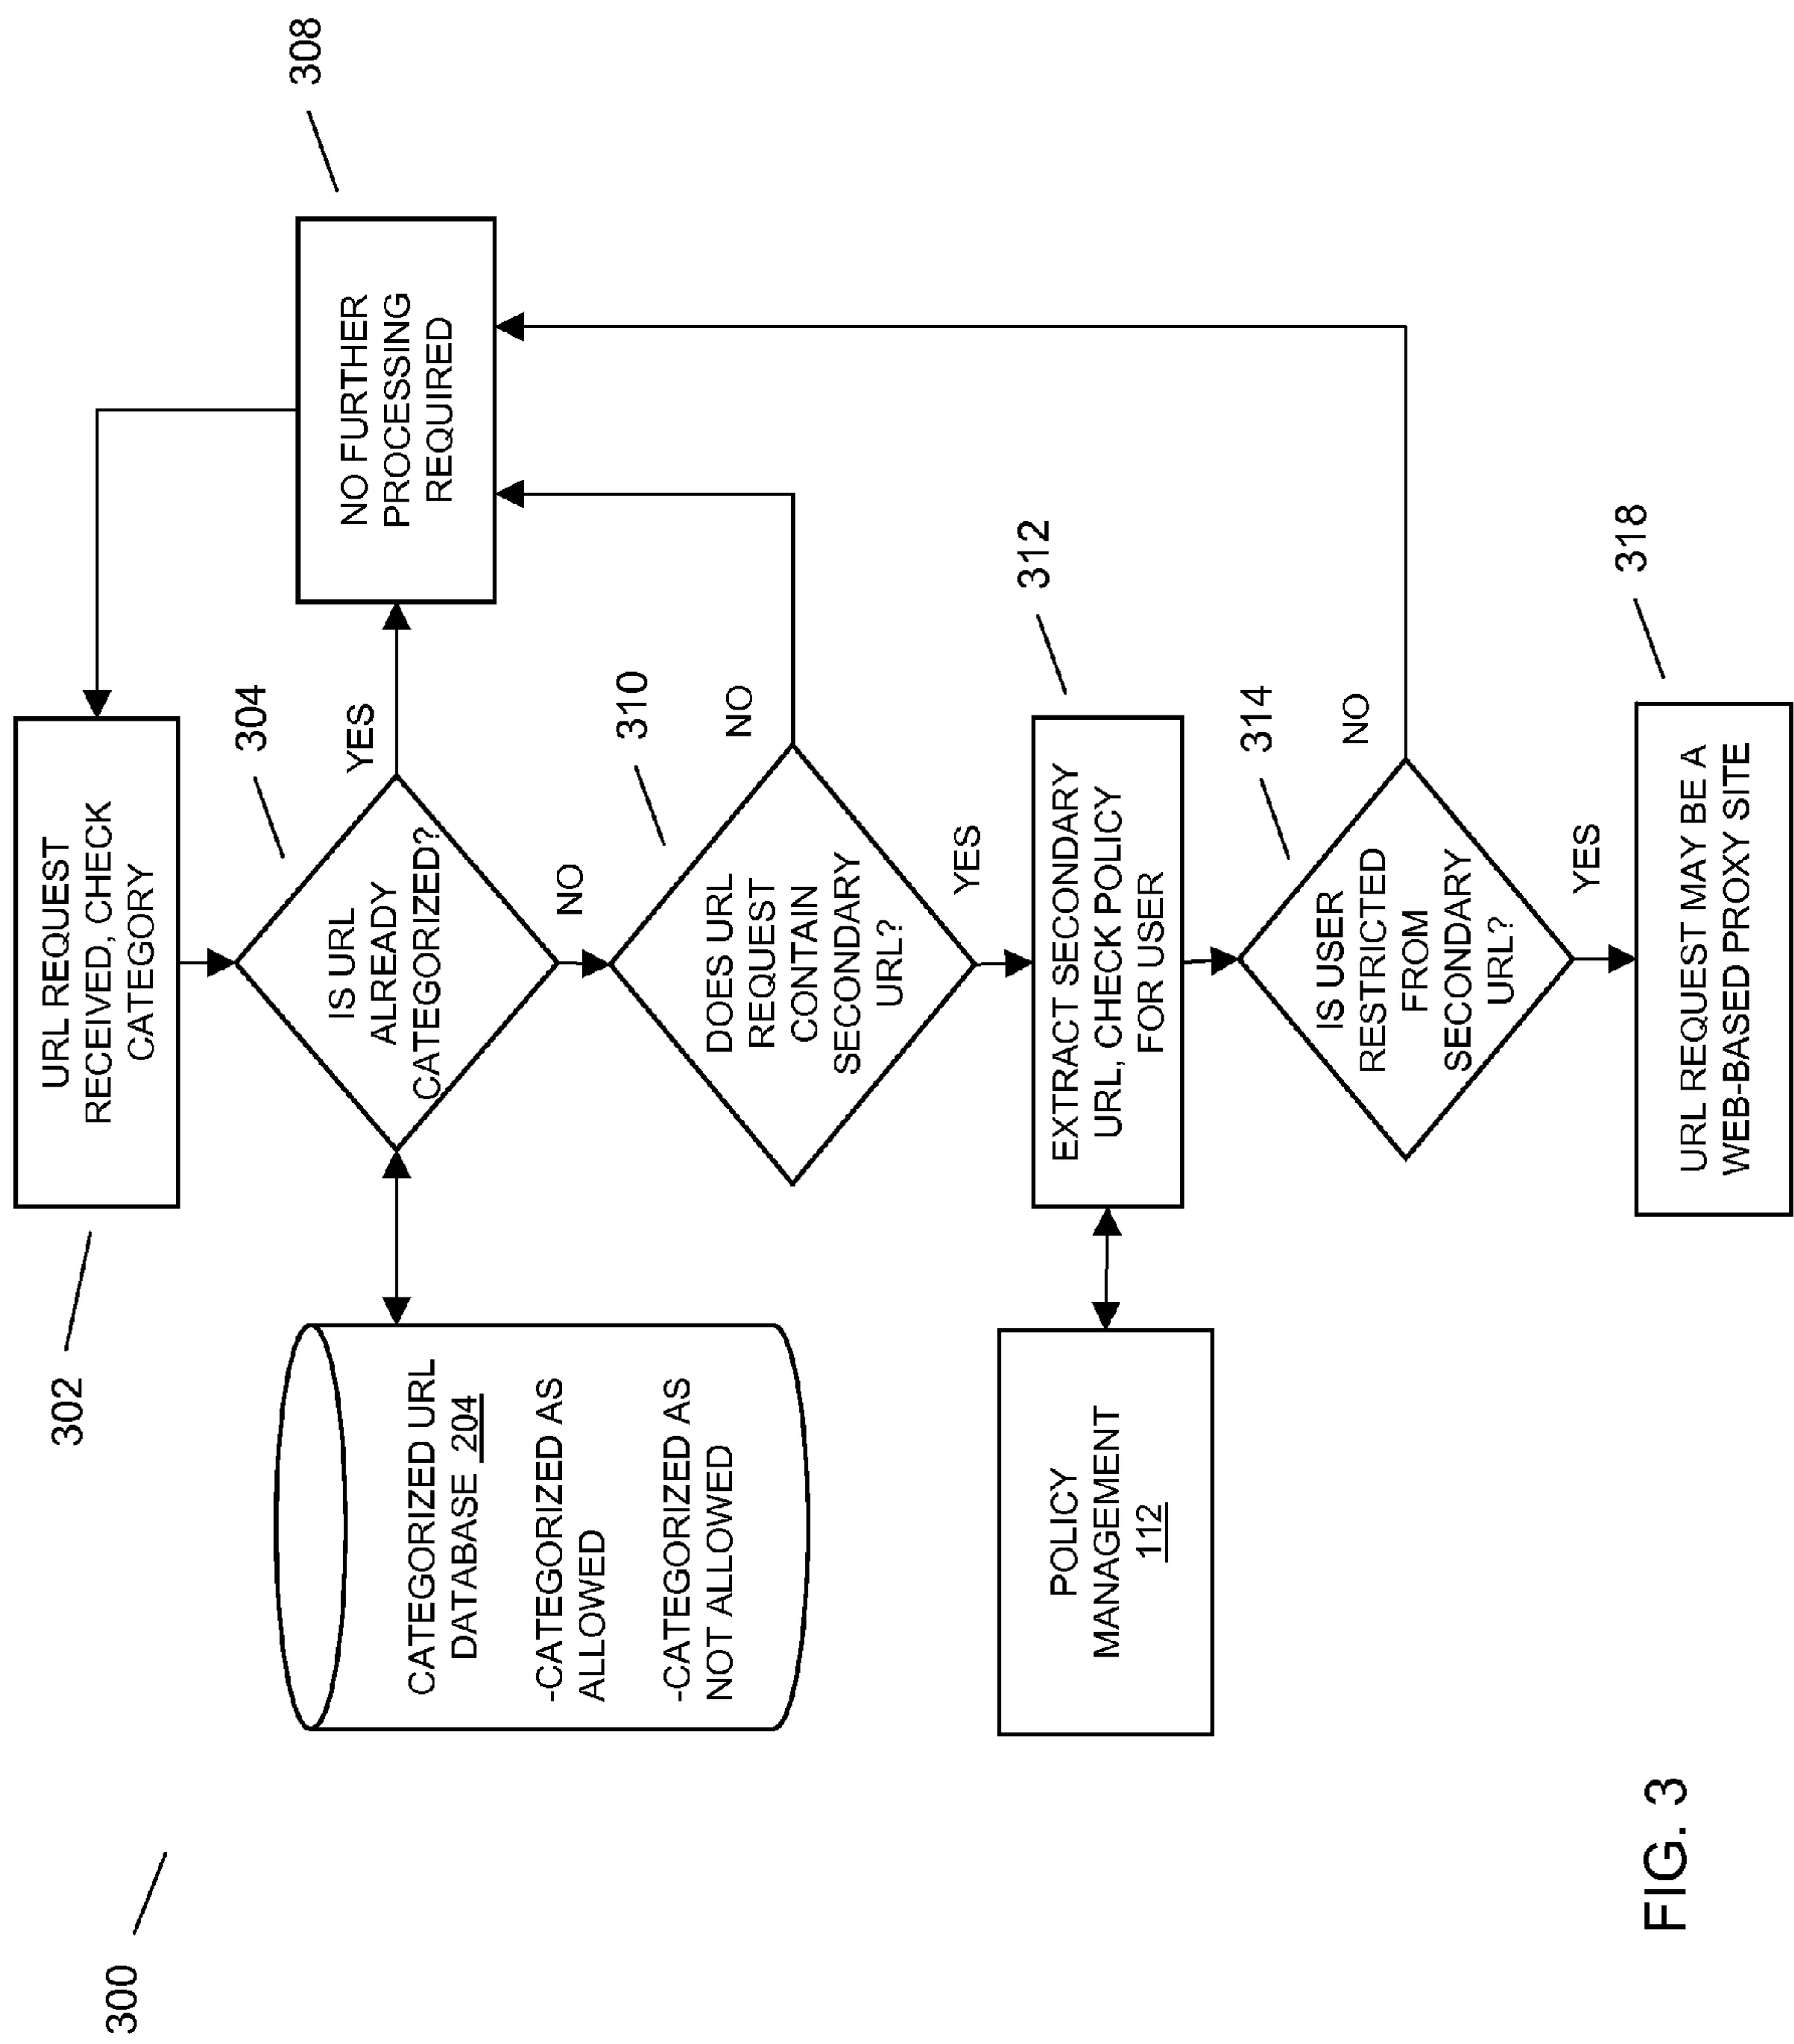 300
302
URL REQUEST
RECEIVED, CHECK
CATEGORY
304
IS URL
ALREADY
CATEGORIZED?
YES
NO
308
NO FURTHER
PROCESSING
REQUIRED
CATEGORIZED URL
DATABASE 204
-CATEGORIZED AS
ALLOWED
-CATEGORIZED AS
NOT ALLOWED
310
DOES URL
REQUEST
CONTAIN
SECONDARY
URL?
NO
YES
312
EXTRACT SECONDARY
URL, CHECK POLICY
FOR USER
POLICY
MANAGEMENT
112
314
IS USER
RESTRICTED
FROM
SECONDARY
URL?
NO
YES
318
URL REQUEST MAY BE A
WEB-BASED PROXY SITE
FIG. 3